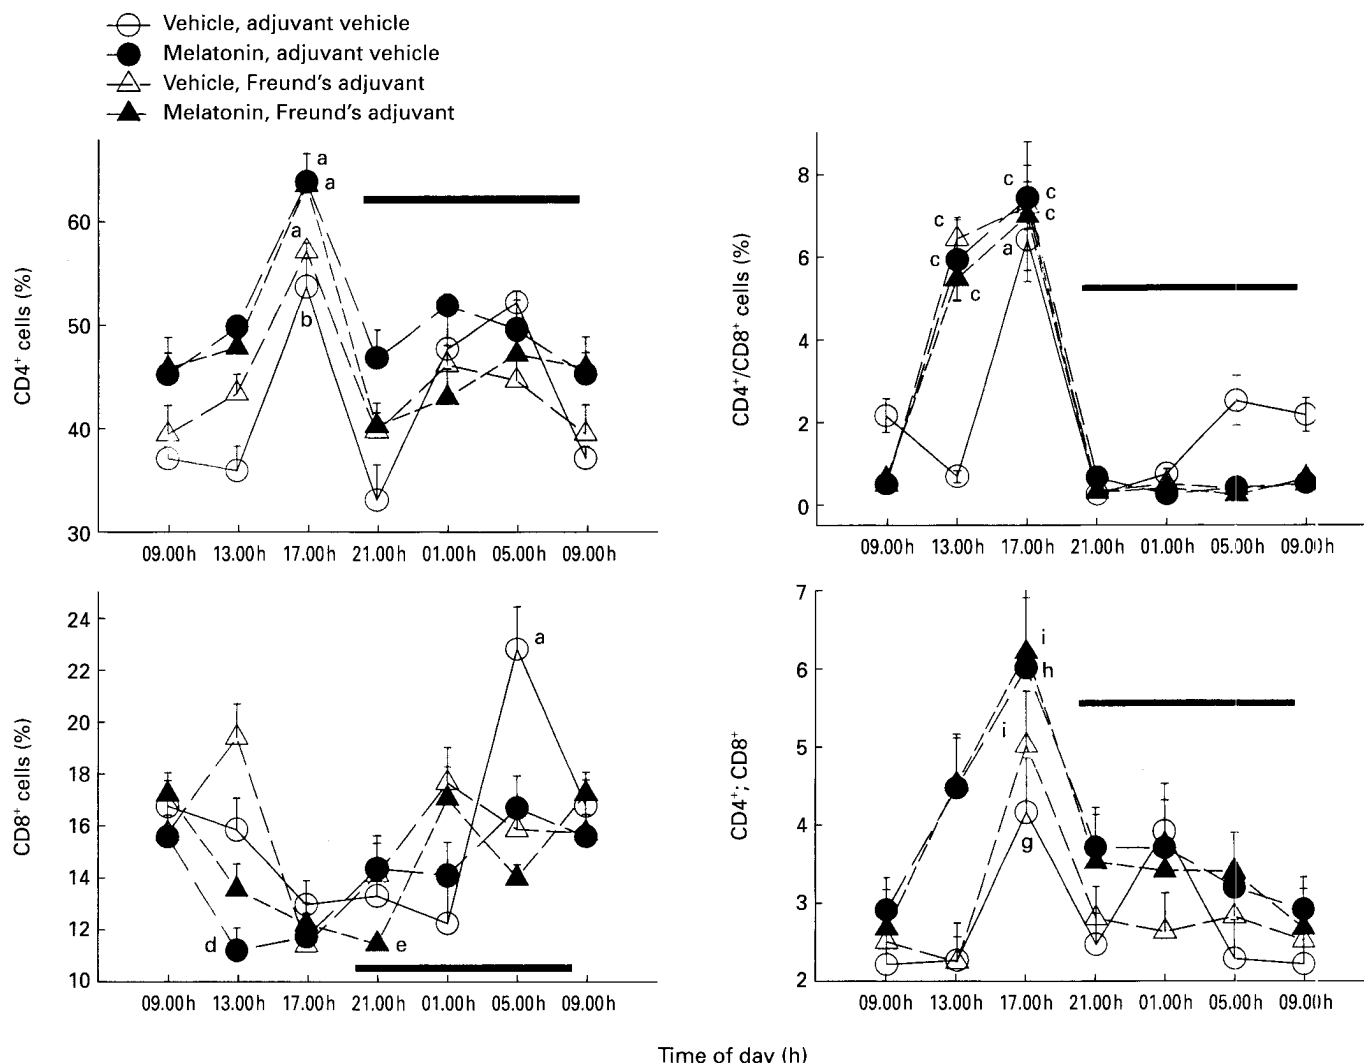 Vehicle, adjuvant vehicle
Melatonin, adjuvant vehicle
Vehicle, Freund's adjuvant
Melatonin, Freund's adjuvant
CD4⁺ cells (%)
60
50
40
30
a
a
a
b
09.00h 13.00h 17.00h 21.00h 01.00h 05.00h 09.00h
CD4⁺/CD8⁺ cells (%)
8
6
4
2
0
c
c
c
c
c
c
a
09.00h 13.00h 17.00h 21.00h 01.00h 05.00h 09.00h
CD8⁺ cells (%)
24
22
20
18
16
14
12
10
a
d
e
09.00h 13.00h 17.00h 21.00h 01.00h 05.00h 09.00h
CD4⁺; CD8⁺
7
6
5
4
3
2
i
h
i
g
09.00h 13.00h 17.00h 21.00h 01.00h 05.00h 09.00h
Time of day (h)